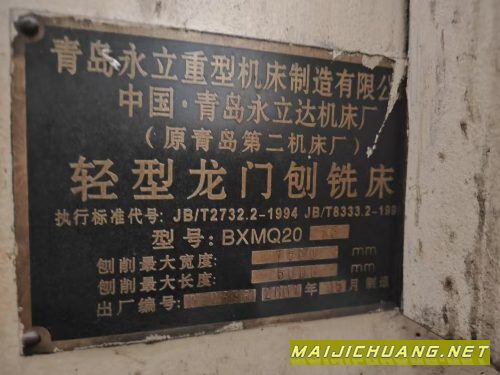 青岛永立重型机床制造有限公
中国·青岛永立达机床厂
(原青岛第二机床厂)
轻型龙门刨铣床
执行标准代号: JB/T2732.2-1994 JB/T8333.2-199
型号: BXMQ20
刨削最大宽度: mm
刨削最大长度: mm
出厂编号: 年 月 制造
MAIJICHUANG.NET